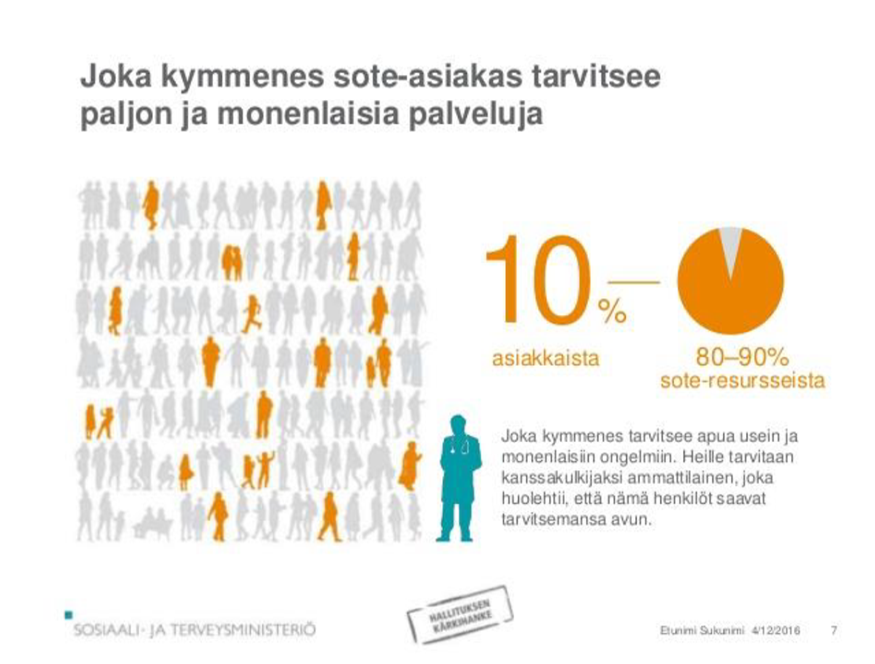 Joka kymmenes sote-asiakas tarvitsee
paljon ja monenlaisia palveluja
10%
asiakkaista
80–90%
sote-resursseista
Joka kymmenes tarvitsee apua usein ja
monenlaisiin ongelmiin. Heille tarvitaan
kanssakulkijaksi ammattilainen, joka
huolehtii, että nämä henkilöt saavat
tarvitsemansa avun.
SOSIAALI- JA TERVEYSMINISTERIÖ
HALLITUKSEN
KÄRKIHANKE
Etunimi Sukunimi 4/12/2016 7